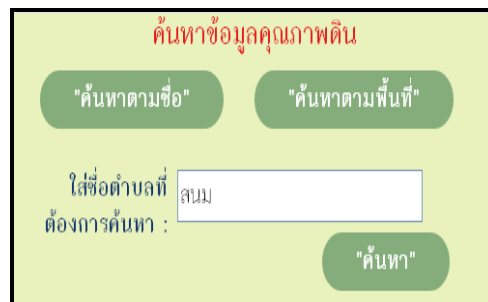 ค้นหาข้อมูลคุณภาพดิน
"ค้นหาตามชื่อ" "ค้นหาตามพื้นที่"
ใส่ชื่อตำบลที่
ต้องการค้นหา :
สนม
"ค้นหา"